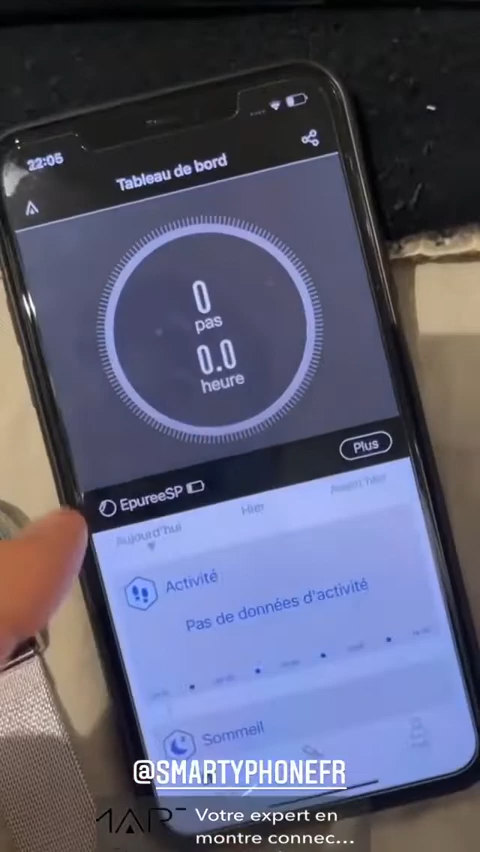 22:05
Tableau de bord
0
pas
0.0
heure
Plus
EpureeSP
Aujourd'hui
Hier
Avant hier
Activité
Pas de données d'activité
Sommeil
@SMARTYPHONEFR
Votre expert en
montre connec...